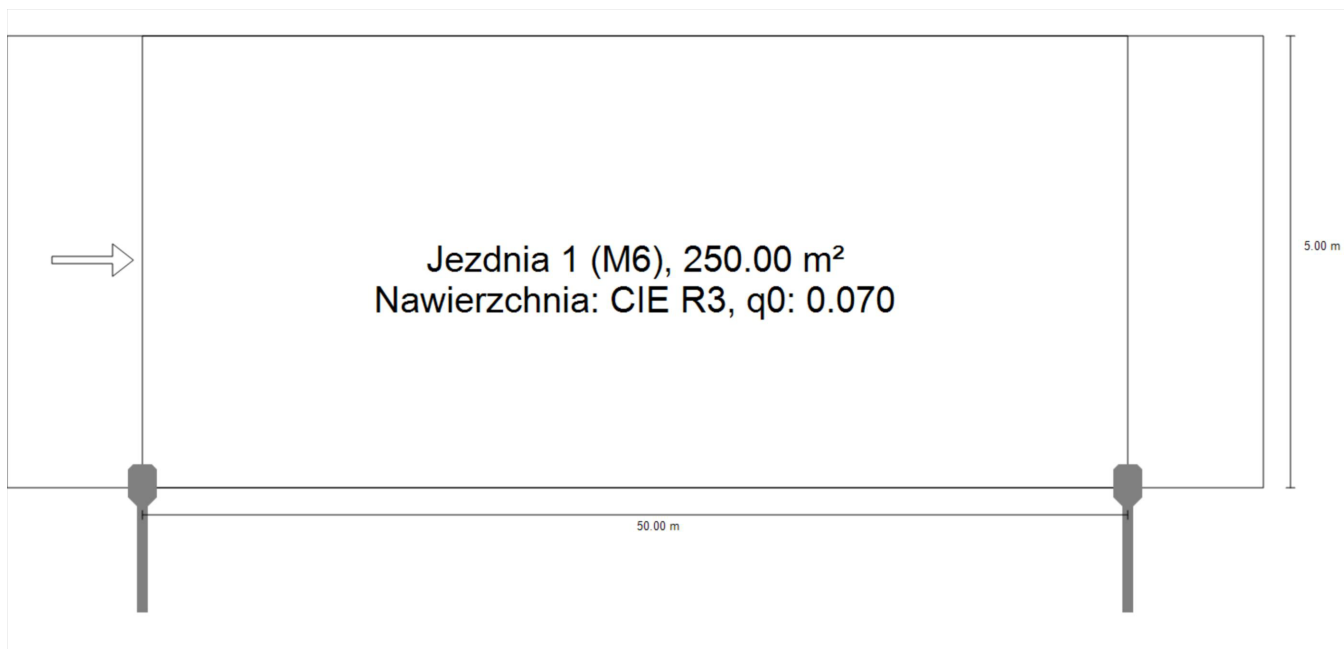 Jezdnia 1 (M6), 250.00 m²
Nawierzchnia: CIE R3, q0: 0.070
5.00 m
50.00 m